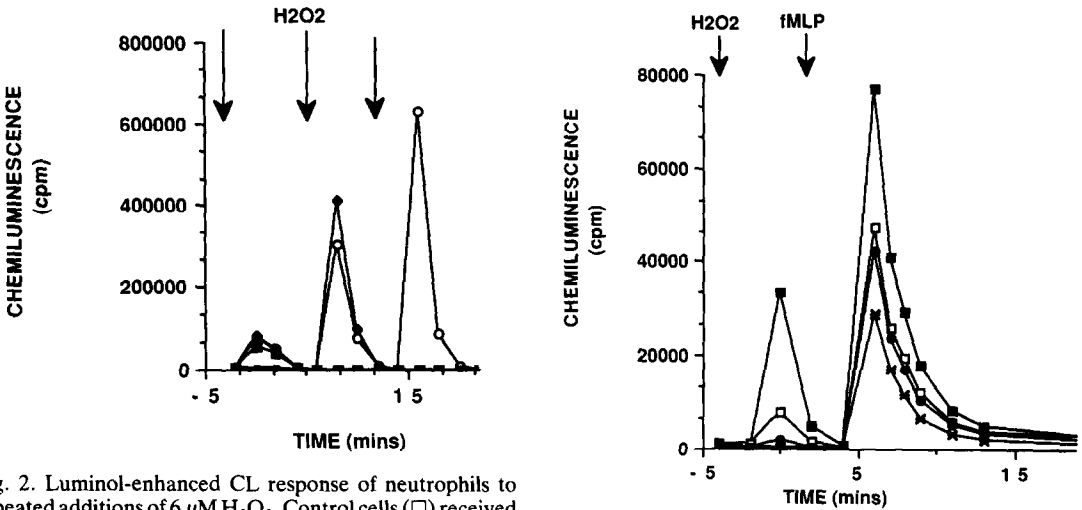 H2O2
800000
600000
400000
200000
0
CHEMILUMINESCENCE
(cpm)
- 5
1 5
TIME (mins)
g. 2. Luminol-enhanced CL response of neutrophils to
peated additions of 6 μM H2O2. Control cells (□) received
H2O2 fMLP
80000
60000
40000
20000
0
CHEMILUMINESCENCE
(cpm)
- 5
5
1 5
TIME (mins)